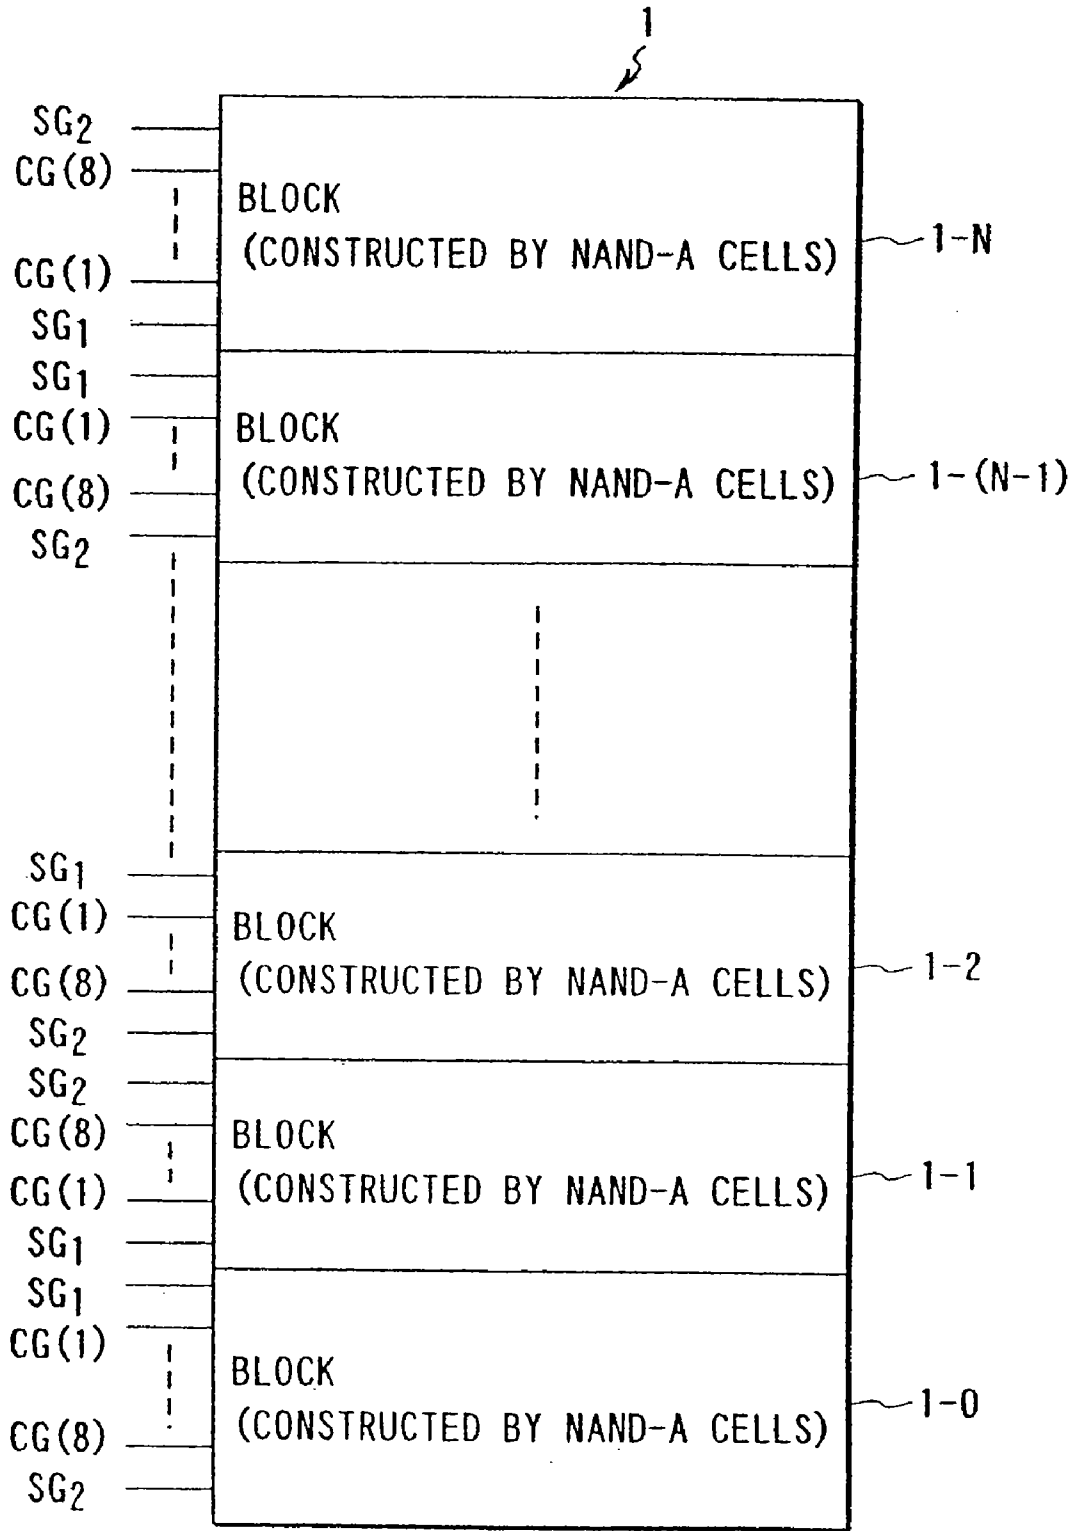 1
SG2
CG(8)
BLOCK
(CONSTRUCTED BY NAND-A CELLS)
1-N
CG(1)
SG1
SG1
CG(1)
BLOCK
(CONSTRUCTED BY NAND-A CELLS)
1-(N-1)
CG(8)
SG2
SG1
CG(1)
BLOCK
(CONSTRUCTED BY NAND-A CELLS)
1-2
CG(8)
SG2
SG2
CG(8)
BLOCK
(CONSTRUCTED BY NAND-A CELLS)
1-1
CG(1)
SG1
SG1
CG(1)
BLOCK
(CONSTRUCTED BY NAND-A CELLS)
1-0
CG(8)
SG2